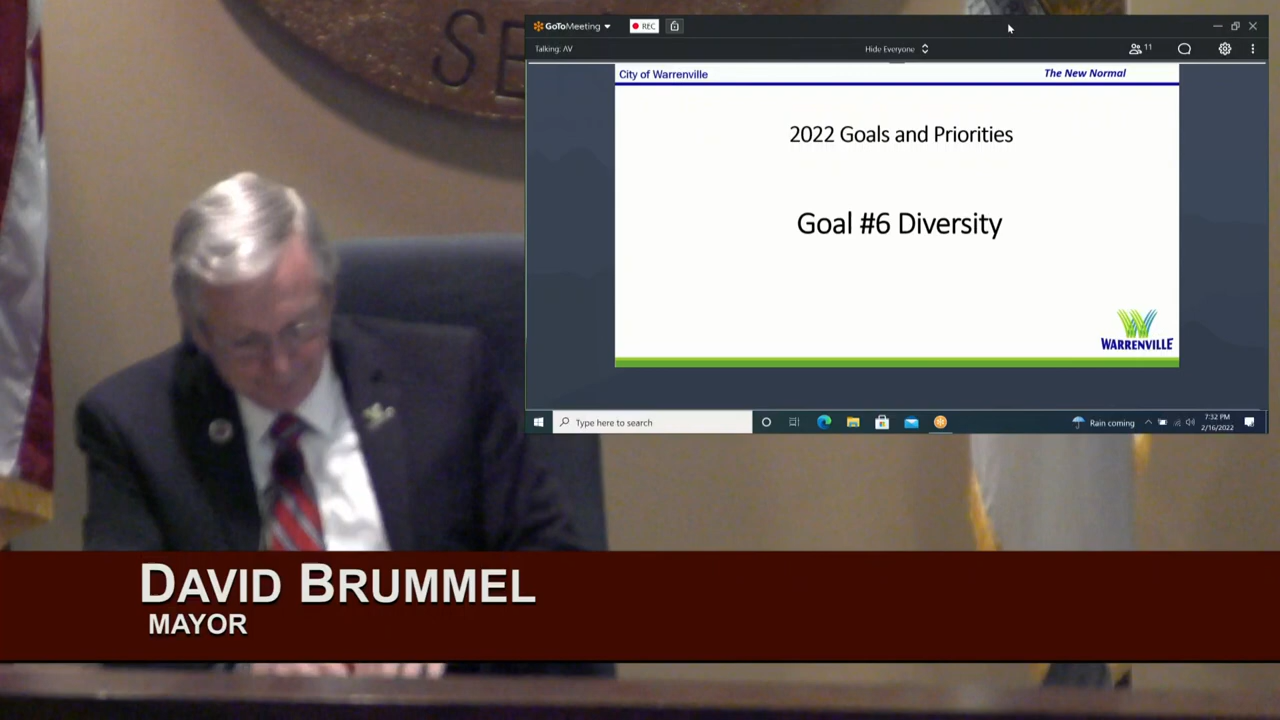 SE
GoToMeeting
REC
Talking: AV
Hide Everyone
11
City of Warrenville
The New Normal
2022 Goals and Priorities
Goal #6 Diversity
WARRENVILLE
Type here to search
Rain coming
7:32 PM
2/16/2022
DAVID BRUMMEL
MAYOR